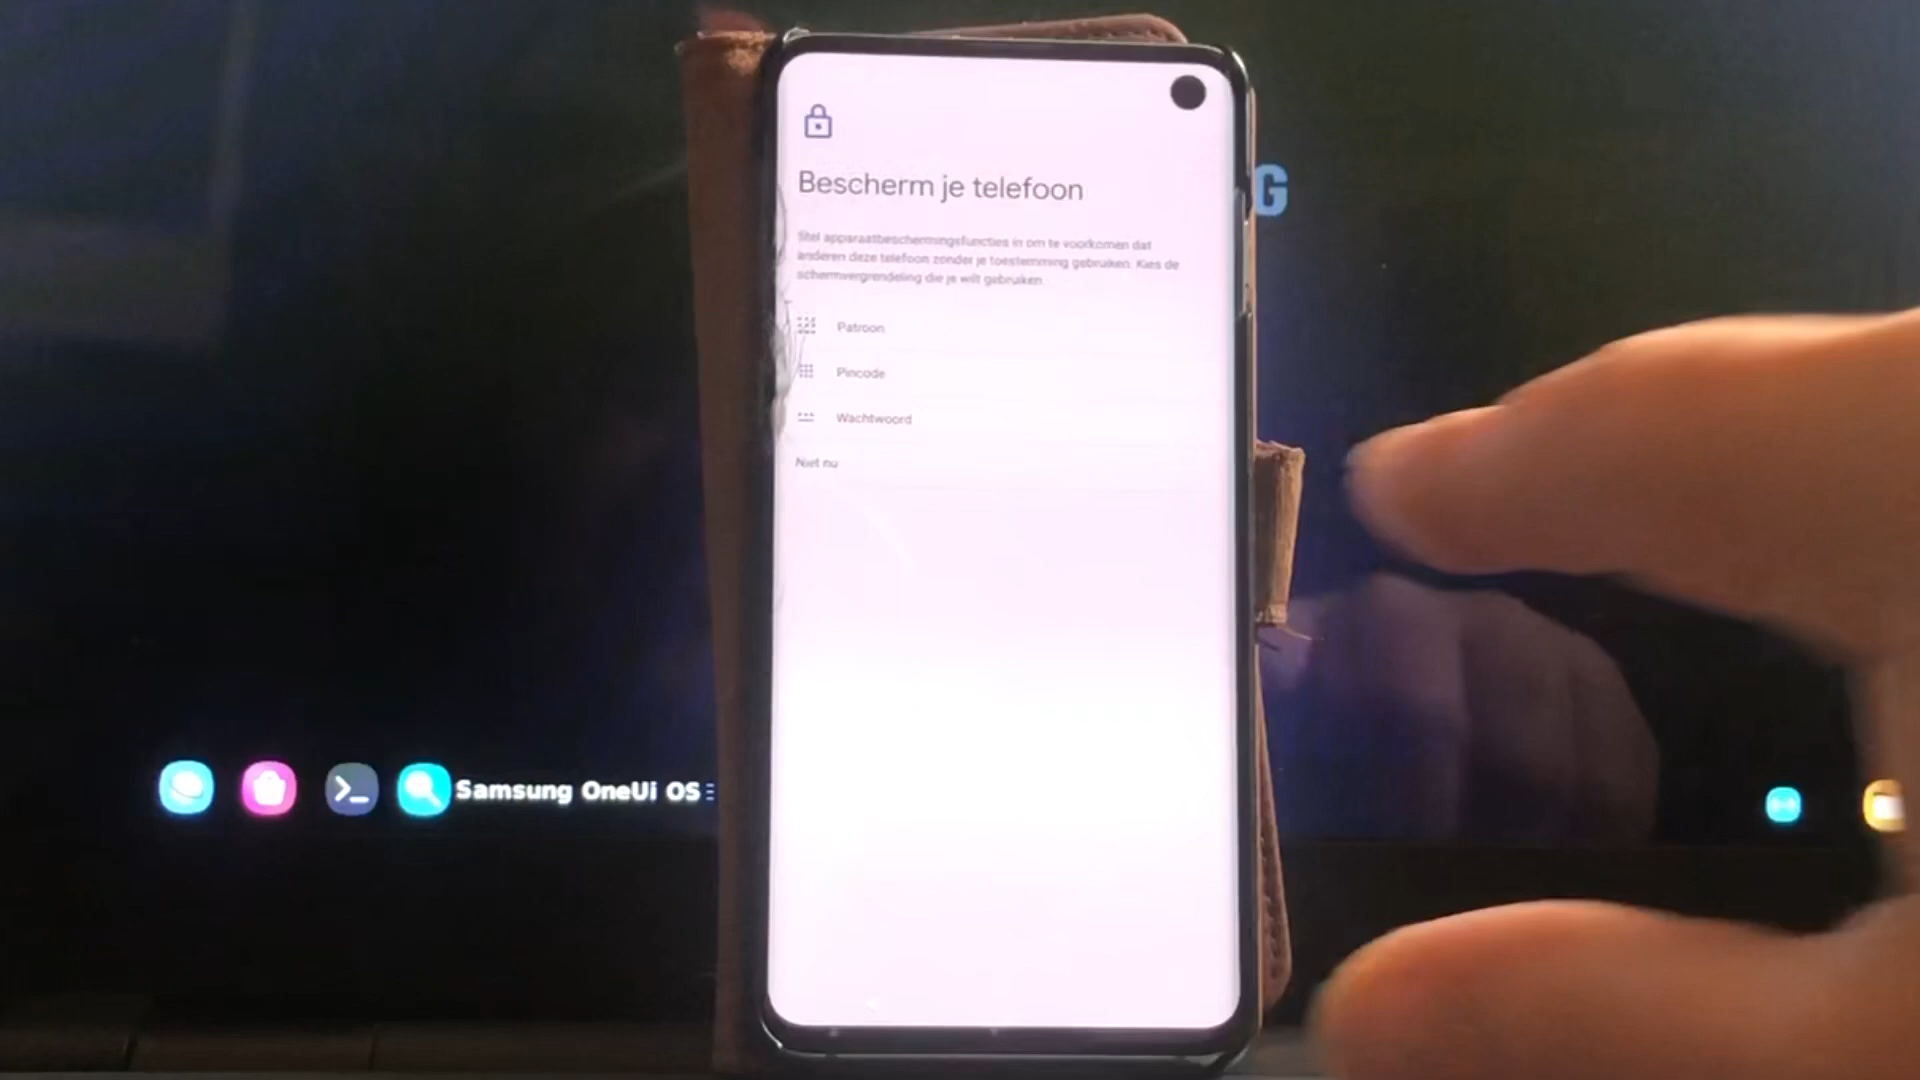 G
Bescherm je telefoon
Stel apparaatbeschermingsfuncties in om te voorkomen dat
anderen deze telefoon zonder je toestemming gebruiken. Kies de
schermvergrendeling die je wilt gebruiken.
Patroon
Pincode
Wachtwoord
Niet nu
Samsung OneUi OS